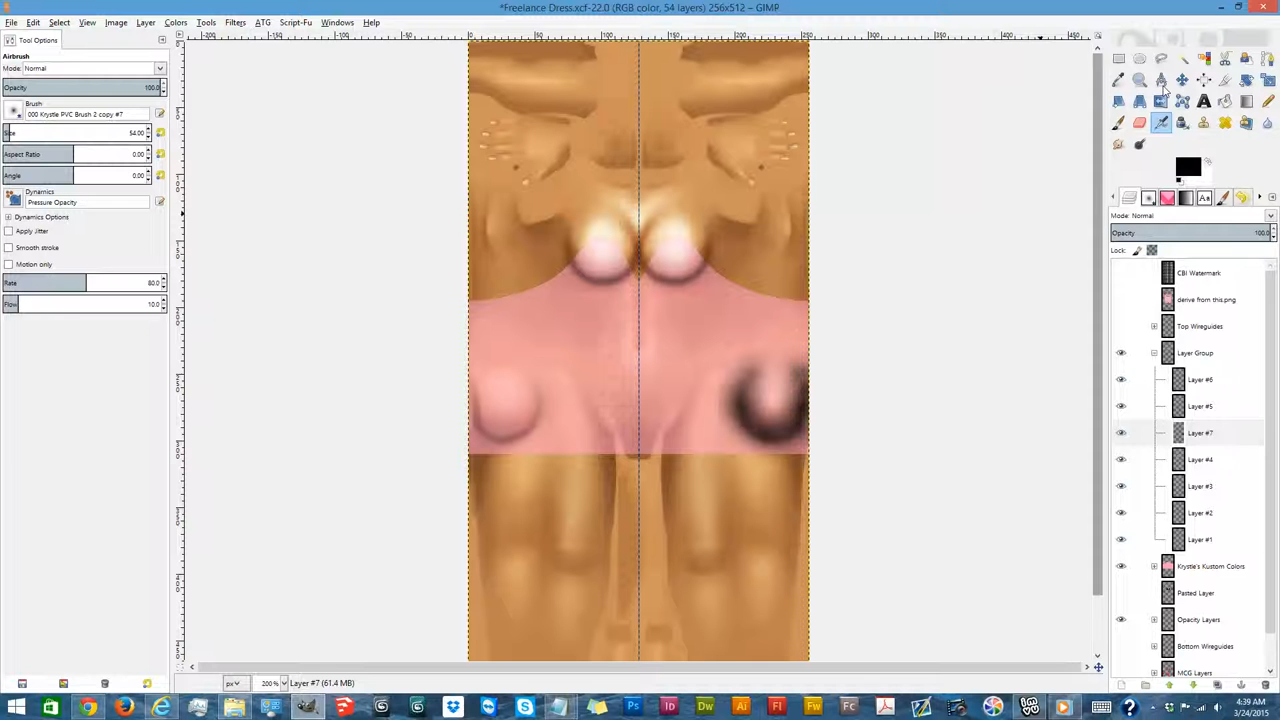 *Freelance Dress.xcf-22.0 (RGB color, 54 layers) 256x512 – GIMP
File Edit Select View Image Layer Colors Tools Filters ATG Script-Fu Windows Help
Tool Options
Airbrush
Mode: Normal
Opacity 100.0
Brush
000 Krystle PVC Brush 2 copy #7
Size 54.00
Aspect Ratio 0.00
Angle 0.00
Dynamics
Pressure Opacity
Dynamics Options
Apply Jitter
Smooth stroke
Motion only
Rate 80.0
Flow 10.0
Mode: Normal
Opacity 100.0
Lock:
CBI Watermark
derive from this.png
Top Wireguides
Layer Group
Layer #6
Layer #5
Layer #7
Layer #4
Layer #3
Layer #2
Layer #1
Krystle's Kustom Colors
Pasted Layer
Opacity Layers
Bottom Wireguides
MCG Layers
px 200% Layer #7 (61.4 MB)
4:39 AM
3/24/2015